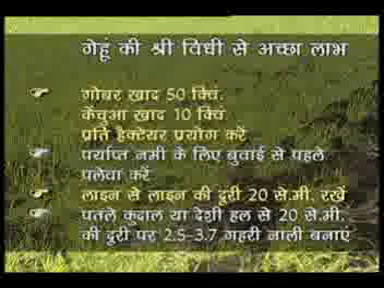 गेहूं की श्री विधी से अच्छा लाभ
गोबर खाद 50 क्विं.
केंचुआ खाद 10 क्विं.
प्रति हैक्टेयर प्रयोग करें
पर्याप्त नमी के लिए बुवाई से पहले
पलेवा करें.
लाइन से लाइन की दूरी 20 से.मी. रखें
पतले कुदाल या देशी हल से 20 से.मी.
की दूरी पर 2.5-3.7 गहरी नाली बनाएं